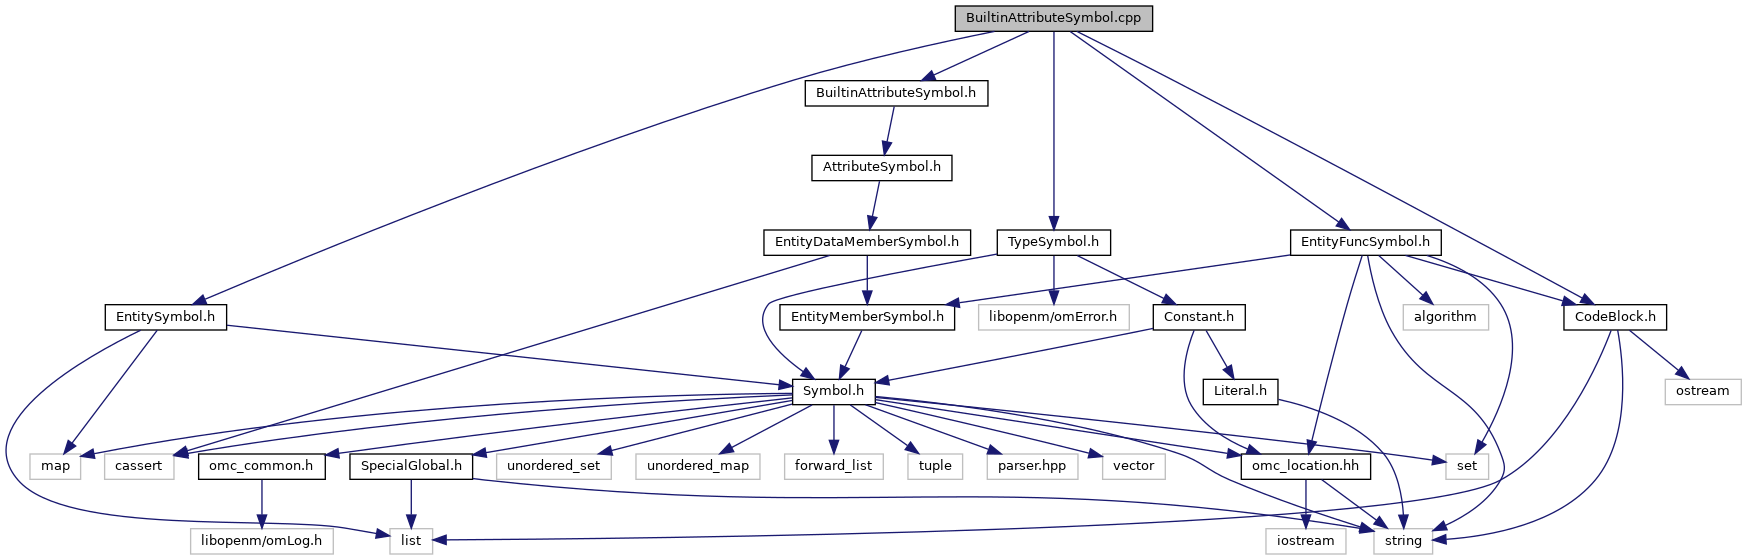 BuiltinAttributeSymbol.cpp
BuiltinAttributeSymbol.h
AttributeSymbol.h
EntityDataMemberSymbol.h
TypeSymbol.h
EntityFuncSymbol.h
EntitySymbol.h
EntityMemberSymbol.h
libopenm/omError.h
Constant.h
algorithm
CodeBlock.h
Symbol.h
Literal.h
ostream
map
cassert
omc_common.h
SpecialGlobal.h
unordered_set
unordered_map
forward_list
tuple
parser.hpp
vector
omc_location.hh
set
libopenm/omLog.h
list
iostream
string